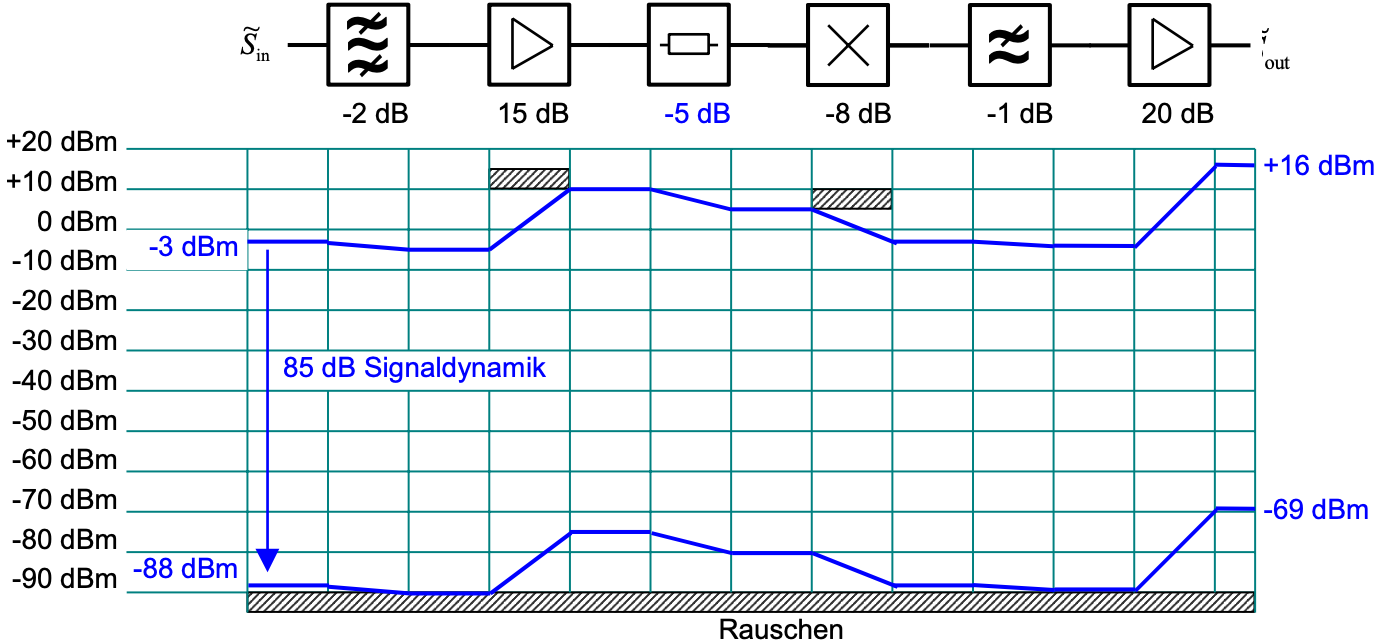 S̃in
out
-2 dB 15 dB -5 dB -8 dB -1 dB 20 dB
+20 dBm
+10 dBm
+16 dBm
0 dBm
-3 dBm
-10 dBm
-20 dBm
-30 dBm
85 dB Signaldynamik
-40 dBm
-50 dBm
-60 dBm
-70 dBm
-69 dBm
-80 dBm
-88 dBm
-90 dBm
Rauschen